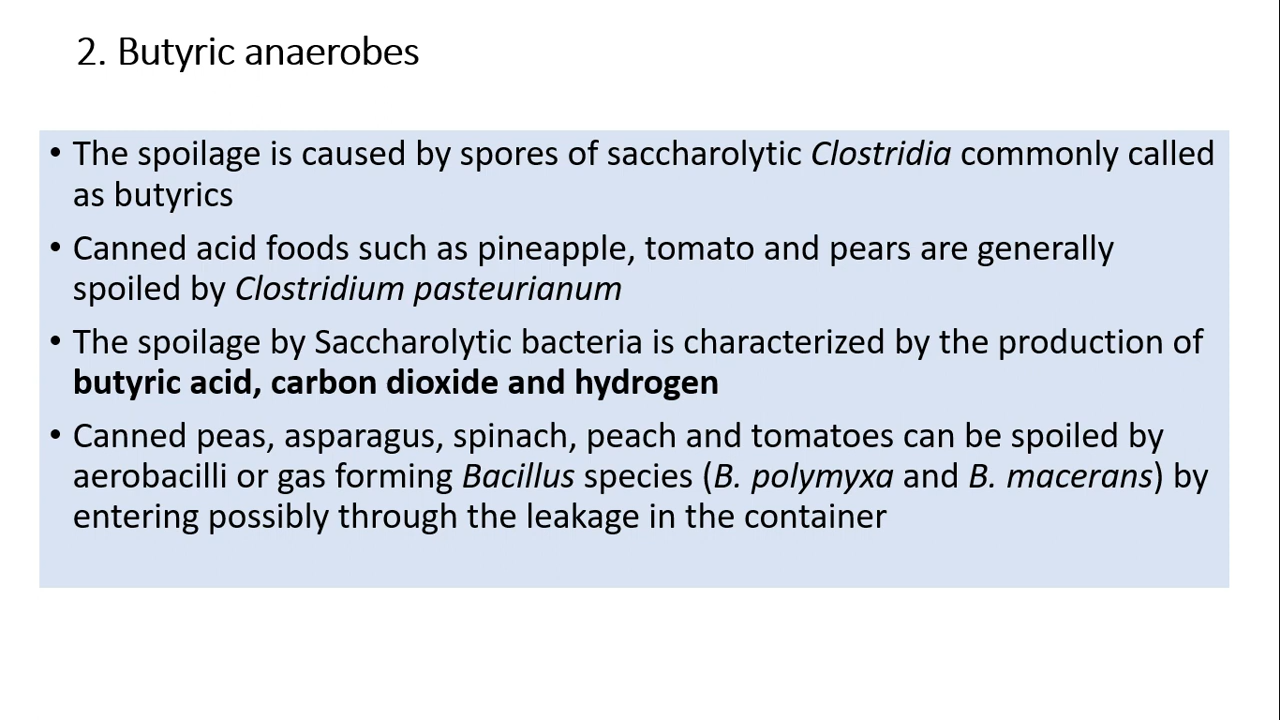 2. Butyric anaerobes
• The spoilage is caused by spores of saccharolytic Clostridia commonly called
as butyrics
• Canned acid foods such as pineapple, tomato and pears are generally
spoiled by Clostridium pasteurianum
• The spoilage by Saccharolytic bacteria is characterized by the production of
butyric acid, carbon dioxide and hydrogen
• Canned peas, asparagus, spinach, peach and tomatoes can be spoiled by
aerobacilli or gas forming Bacillus species (B. polymyxa and B. macerans) by
entering possibly through the leakage in the container